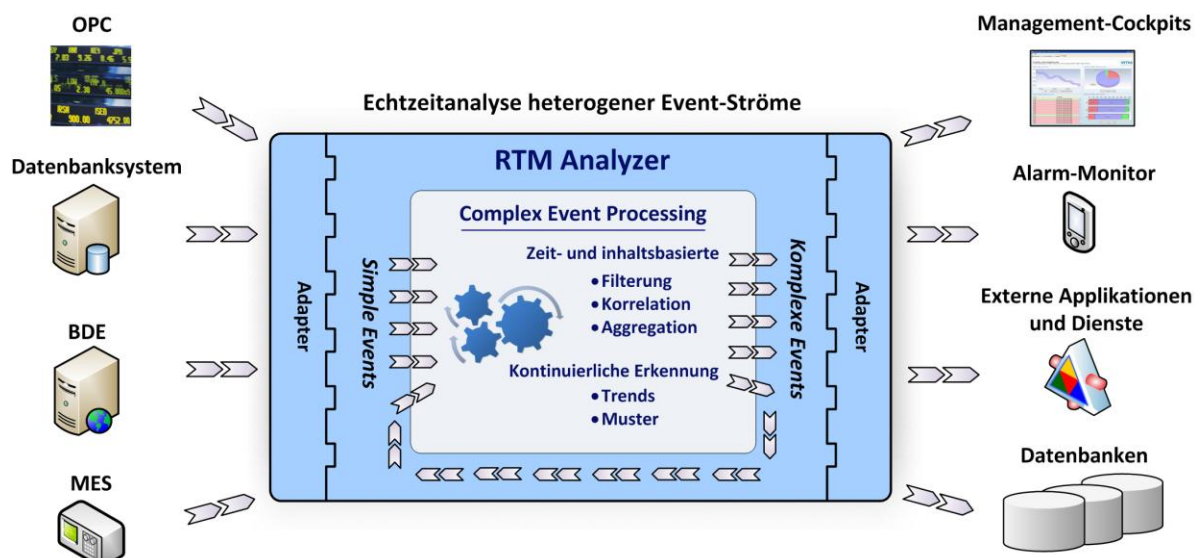 OPC
Datenbanksystem
BDE
MES
Echtzeitanalyse heterogener Event-Ströme
RTM Analyzer
Adapter
Simple Events
Complex Event Processing
Zeit- und inhaltsbasierte
•Filterung
•Korrelation
•Aggregation
Kontinuierliche Erkennung
•Trends
•Muster
Komplexe Events
Adapter
Management-Cockpits
Alarm-Monitor
Externe Applikationen
und Dienste
Datenbanken